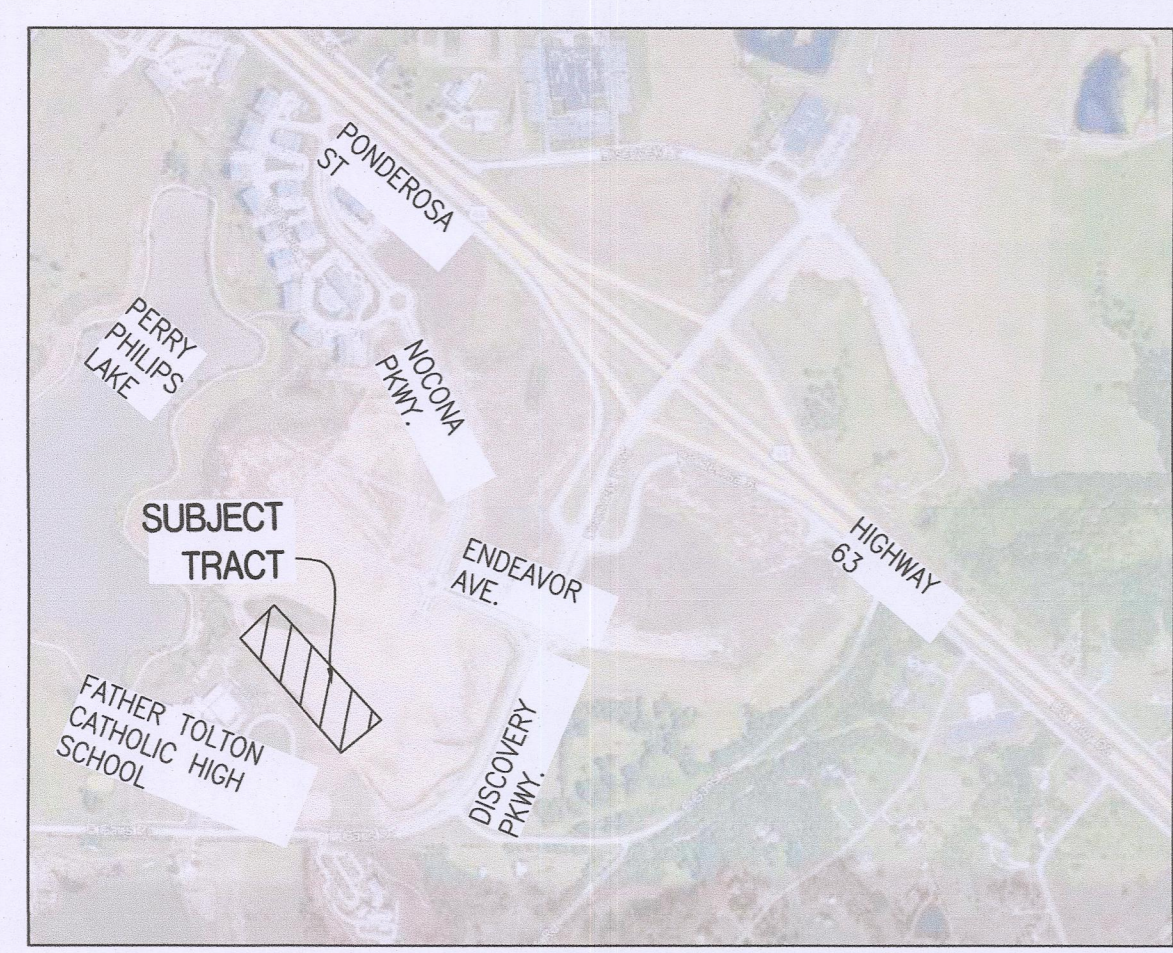 PONDEROSA
ST
PERRY
PHILIPS
LAKE
NOCONA
PKWY.
SUBJECT
TRACT
ENDEAVOR
AVE.
HIGHWAY
63
FATHER TOLTON
CATHOLIC HIGH
SCHOOL
DISCOVERY
PKWY.